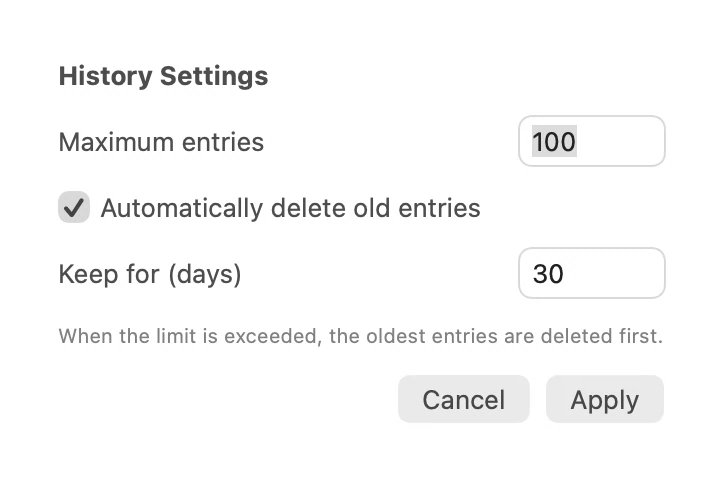 History Settings
Maximum entries 100
Automatically delete old entries
Keep for (days) 30
When the limit is exceeded, the oldest entries are deleted first.
Cancel Apply